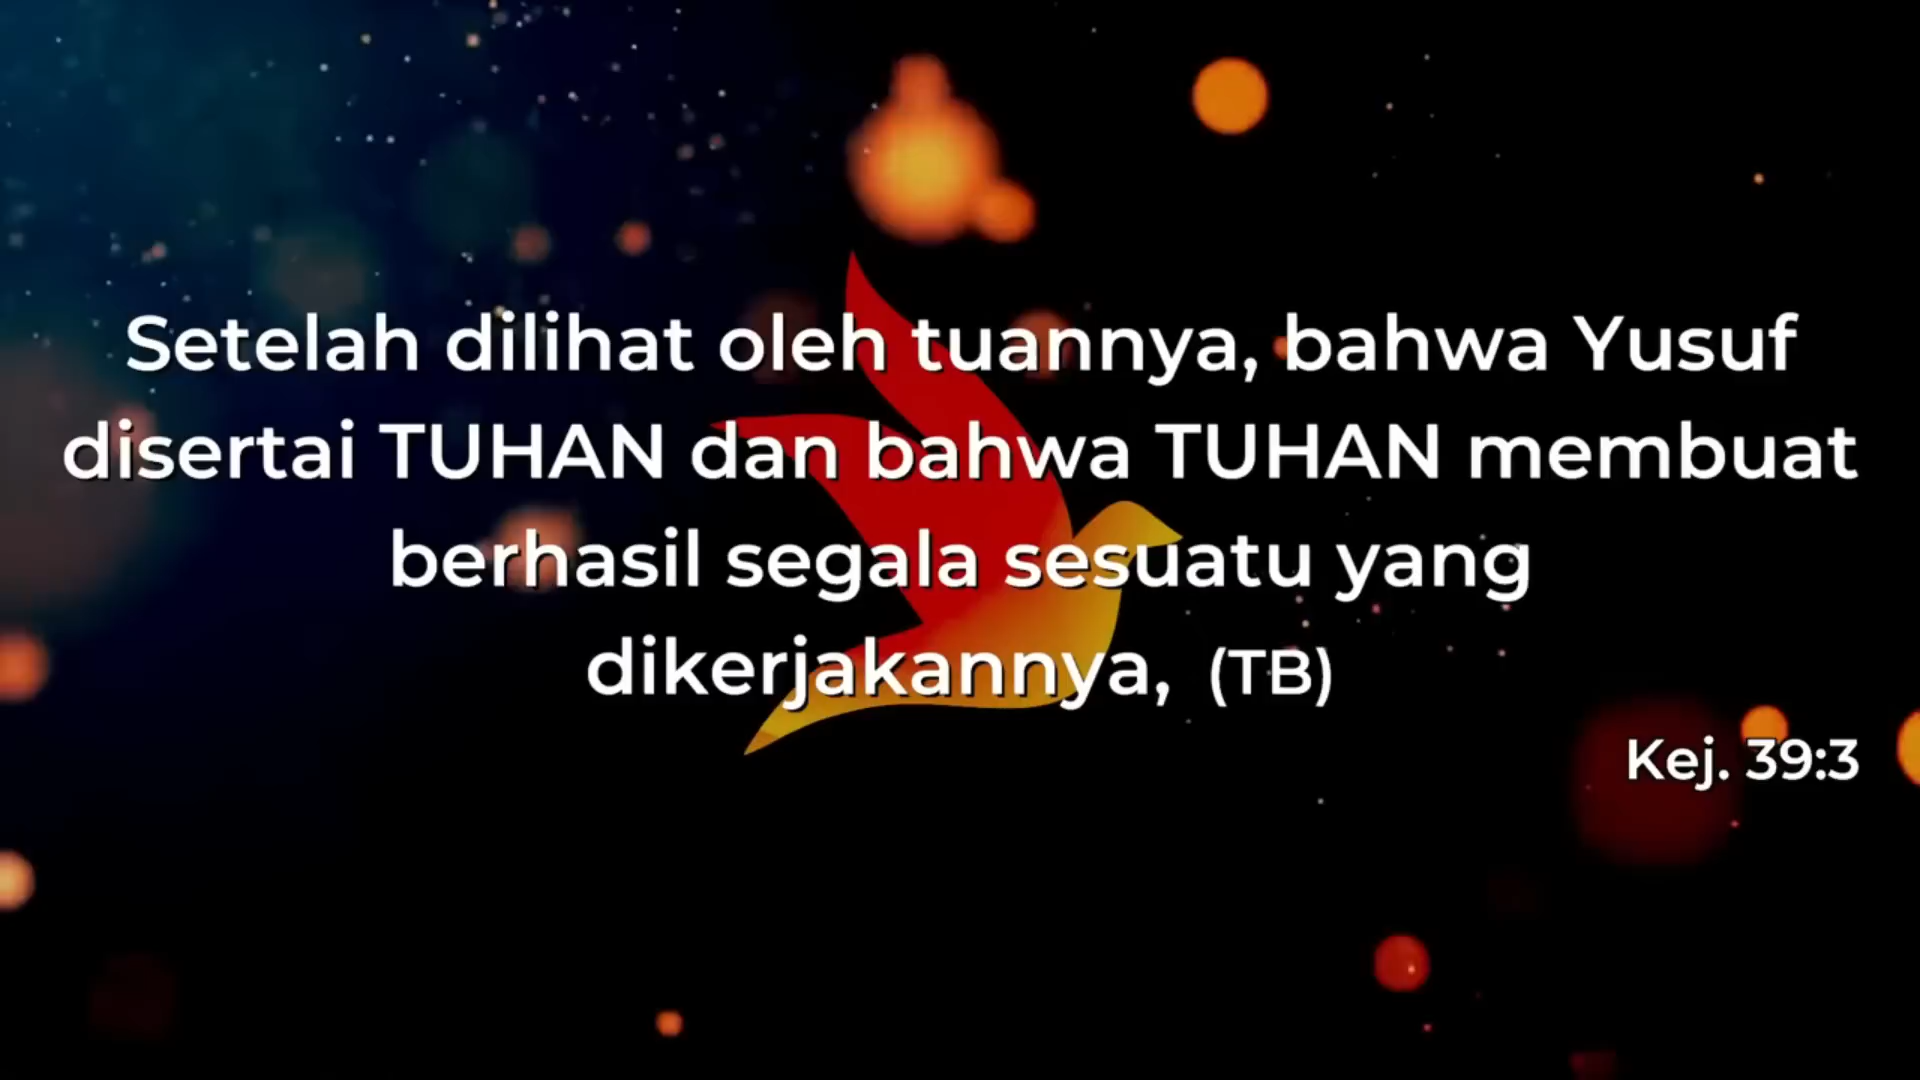 Setelah dilihat oleh tuannya, bahwa Yusuf
disertai TUHAN dan bahwa TUHAN membuat
berhasil segala sesuatu yang
dikerjakannya, (TB)
Kej. 39:3